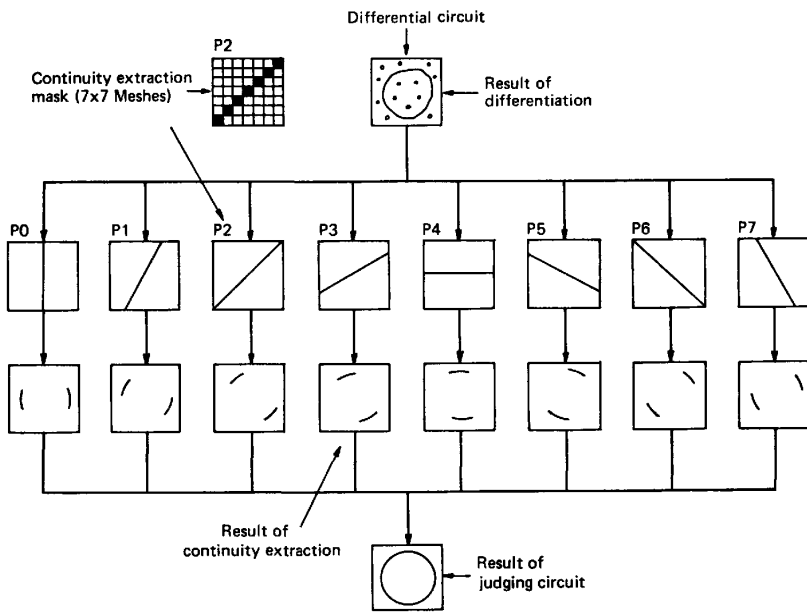 Differential circuit
P2
Continuity extraction
mask (7x7 Meshes)
Result of
differentiation
P0
P1
P2
P3
P4
P5
P6
P7
Result of
continuity extraction
Result of
judging circuit